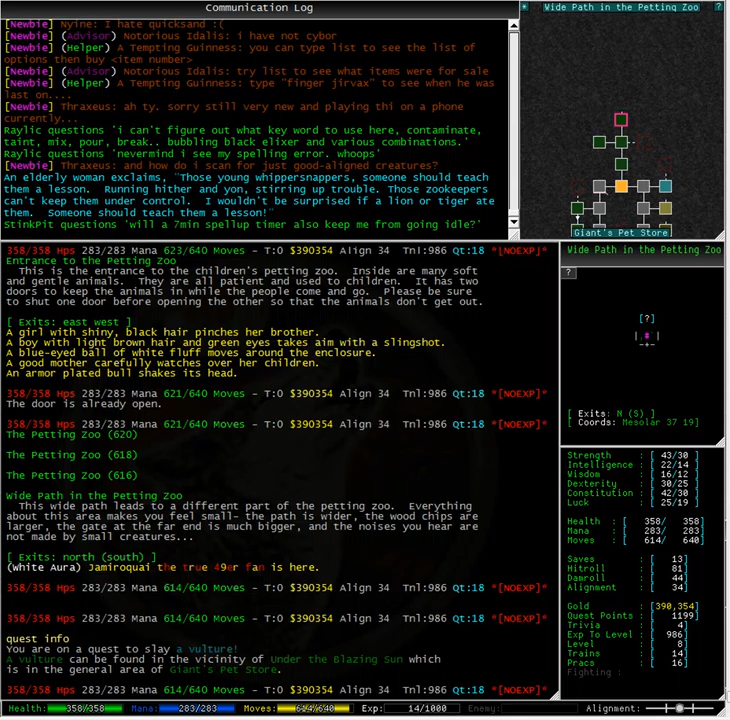 Communication Log
[Newbie] Nyine: I hate quicksand :(
[Newbie] (Advisor) Notorious Idalis: i have not cybor
[Newbie] (Helper) A Tempting Guinness: you can type list to see the list of
options then buy <item number>
[Newbie] (Advisor) Notorious Idalis: try list to see what items were for sale
[Newbie] (Helper) A Tempting Guinness: type "finger jirvax" to see when he was
last on....
[Newbie] Thraxeus: ah ty. sorry still very new and playing thi on a phone
currently...
Raylic questions 'i can't figure out what key word to use here, contaminate,
taint, mix, pour, break.. bubbling black elixer and various combinations.'
Raylic questions 'nevermind i see my spelling error. whoops'
[Newbie] Thraxeus: and how do i scan for just good-aligned creatures?
An elderly woman exclaims, "Those young whippersnappers, someone should teach
them a lesson.  Running hither and yon, stirring up trouble. Those zookeepers
can't keep them under control.  I wouldn't be surprised if a lion or tiger ate
them.  Someone should teach them a lesson!"
StinkPit questions 'will a 7min spellup timer also keep me from going idle?'
Wide Path in the Petting Zoo
?
Giant's Pet Store
358/358 Hps 283/283 Mana 623/640 Moves - T:0 $390354 Align 34  Tnl:986 Qt:18 *[NOEXP]*
Entrance to the Petting Zoo
This is the entrance to the children's petting zoo.  Inside are many soft
and gentle animals.  They are all patient and used to children.  It has two
doors to keep the animals in while the people come and go.  Please be sure
to shut one door before opening the other so that the animals don't get out.
[ Exits: east west ]
A girl with shiny, black hair pinches her brother.
A boy with light brown hair and green eyes takes aim with a slingshot.
A blue-eyed ball of white fluff moves around the enclosure.
A good mother carefully watches over her children.
An armor plated bull shakes its head.
358/358 Hps 283/283 Mana 621/640 Moves - T:0 $390354 Align 34  Tnl:986 Qt:18 *[NOEXP]*
The door is already open.
358/358 Hps 283/283 Mana 621/640 Moves - T:0 $390354 Align 34  Tnl:986 Qt:18 *[NOEXP]*
The Petting Zoo (620)
The Petting Zoo (618)
The Petting Zoo (616)
Wide Path in the Petting Zoo
This wide path leads to a different part of the petting zoo.  Everything
about this area makes you feel small- the path is wider, the wood chips are
larger, the gate at the far end is much bigger, and the noises you hear are
not made by small creatures...
[ Exits: north (south) ]
(White Aura) Jamiroquai the true 49er fan is here.
358/358 Hps 283/283 Mana 614/640 Moves - T:0 $390354 Align 34  Tnl:986 Qt:18 *[NOEXP]*
358/358 Hps 283/283 Mana 614/640 Moves - T:0 $390354 Align 34  Tnl:986 Qt:18 *[NOEXP]*
quest info
You are on a quest to slay a vulture!
A vulture can be found in the vicinity of Under the Blazing Sun which
is in the general area of Giant's Pet Store.
358/358 Hps 283/283 Mana 614/640 Moves - T:0 $390354 Align 34  Tnl:986 Qt:18 *[NOEXP]*
Wide Path in the Petting Zoo
?
[?]
|.#|
--+-
[ Exits: N (S) ]
[ Coords: Mesolar 37 19]
Strength : [ 43/30 ]
Intelligence : [ 22/14 ]
Wisdom : [ 16/12 ]
Dexterity : [ 30/25 ]
Constitution : [ 42/30 ]
Luck : [ 25/19 ]
Health : [ 358/ 358]
Mana : [ 283/ 283]
Moves : [ 614/ 640]
Saves : [ 13]
Hitroll : [ 81]
Damroll : [ 44]
Alignment : [ 34]
Gold : [390,354]
Quest Points : [ 1199]
Trivia : [ 4]
Exp To Level : [ 986]
Level : [ 8]
Trains : [ 14]
Pracs : [ 16]
Fighting :
Health: 358/358 Mana: 283/283 Moves: 614/640 Exp: 14/1000 Enemy: Alignment: